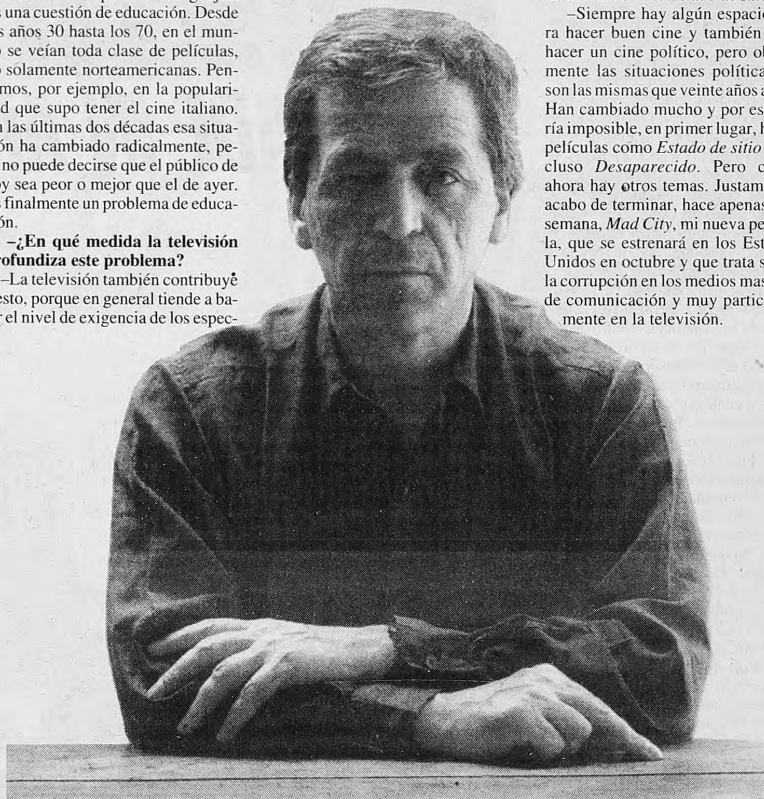 s una cuestión de educación. Desde
s años 30 hasta los 70, en el mun-
o se veían toda clase de películas,
o solamente norteamericanas. Pen-
mos, por ejemplo, en la populari-
d que supo tener el cine italiano.
n las últimas dos décadas esa situa-
ón ha cambiado radicalmente, pe-
no puede decirse que el público de
y sea peor o mejor que el de ayer.
s finalmente un problema de educa-
ón.
–¿En qué medida la televisión
rofundiza este problema?
–La televisión también contribuye
esto, porque en general tiende a ba-
r el nivel de exigencia de los espec-
–Siempre hay algún espacio
ra hacer buen cine y también
hacer un cine político, pero ob
mente las situaciones política
son las mismas que veinte años a
Han cambiado mucho y por es
ría imposible, en primer lugar, h
películas como Estado de sitio
cluso Desaparecido. Pero c
ahora hay otros temas. Justam
acabo de terminar, hace apenas
semana, Mad City, mi nueva pe
la, que se estrenará en los Est
Unidos en octubre y que trata s
la corrupción en los medios mas
de comunicación y muy partic
mente en la televisión.